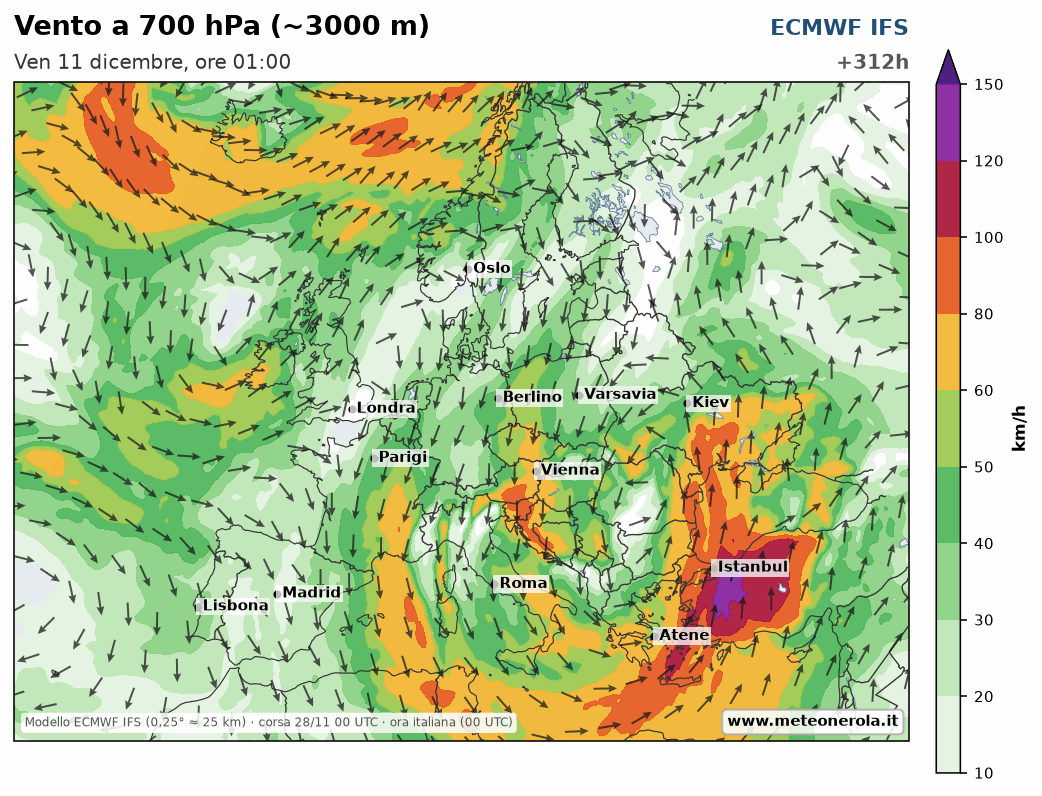 Vento a 700 hPa (~3000 m)
ECMWF IFS
Ven 11 dicembre, ore 01:00
+312h
Oslo
Londra
Berlino
Varsavia
Kiev
Parigi
Vienna
Istanbul
Roma
Madrid
Lisbona
Atene
Modello ECMWF IFS (0,25° ≈ 25 km) · corsa 28/11 00 UTC · ora italiana (00 UTC)
www.meteonerola.it
150
120
100
80
60
50
40
30
20
10
km/h